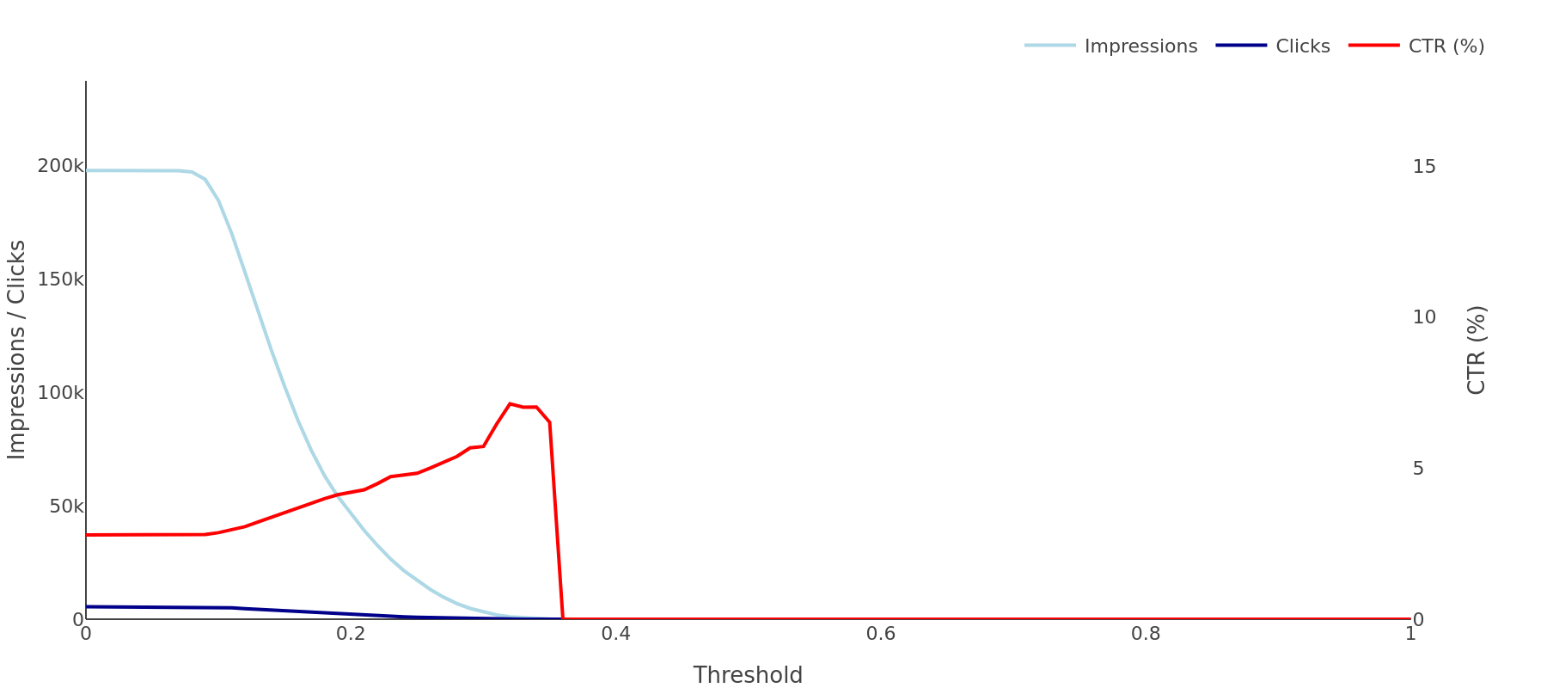 Impressions Clicks CTR (%)
200k
150k
100k
50k
0
Impressions / Clicks
15
10
5
0
CTR (%)
0 0.2 0.4 0.6 0.8 1
Threshold